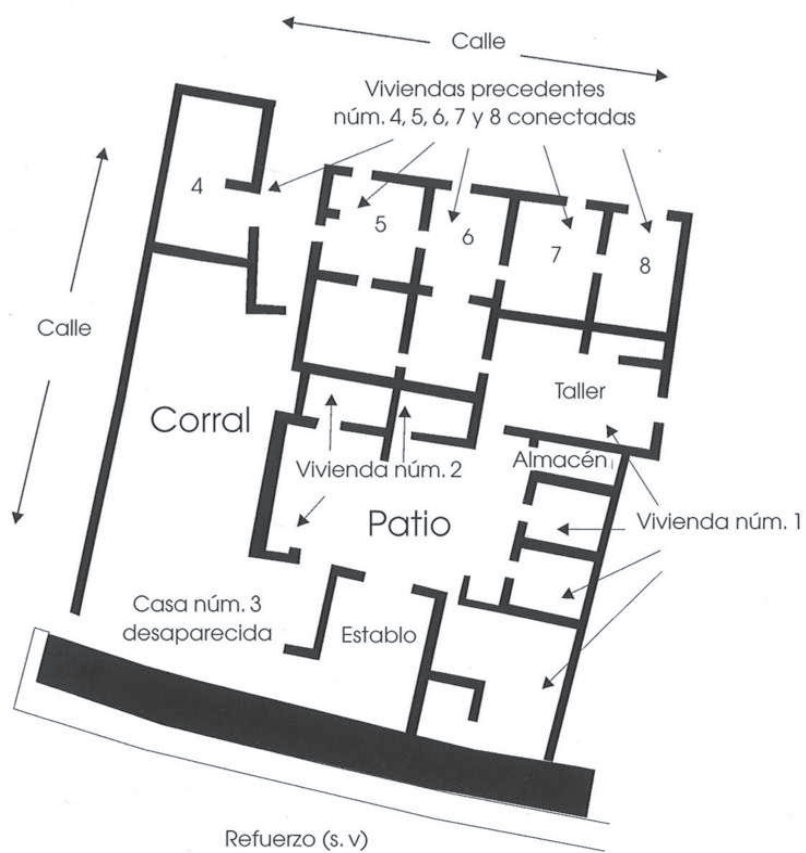 Calle
Viviendas precedentes
núm. 4, 5, 6, 7 y 8 conectadas
4
5
6
7
8
Calle
Taller
Corral
Almacén
Vivienda núm. 2
Patio
Vivienda núm. 1
Casa núm. 3
desaparecida
Establo
Refuerzo (s. v)